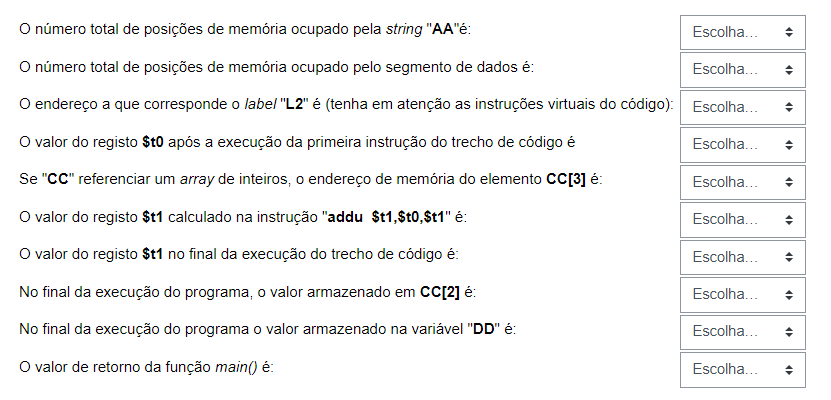 O número total de posições de memória ocupado pela string "AA"é: Escolha...
O número total de posições de memória ocupado pelo segmento de dados é: Escolha...
O endereço a que corresponde o label "L2" é (tenha em atenção as instruções virtuais do código): Escolha...
O valor do registo $t0 após a execução da primeira instrução do trecho de código é Escolha...
Se "CC" referenciar um array de inteiros, o endereço de memória do elemento CC[3] é: Escolha...
O valor do registo $t1 calculado na instrução "addu $t1,$t0,$t1" é: Escolha...
O valor do registo $t1 no final da execução do trecho de código é: Escolha...
No final da execução do programa, o valor armazenado em CC[2] é: Escolha...
No final da execução do programa o valor armazenado na variável "DD" é: Escolha...
O valor de retorno da função main() é: Escolha...